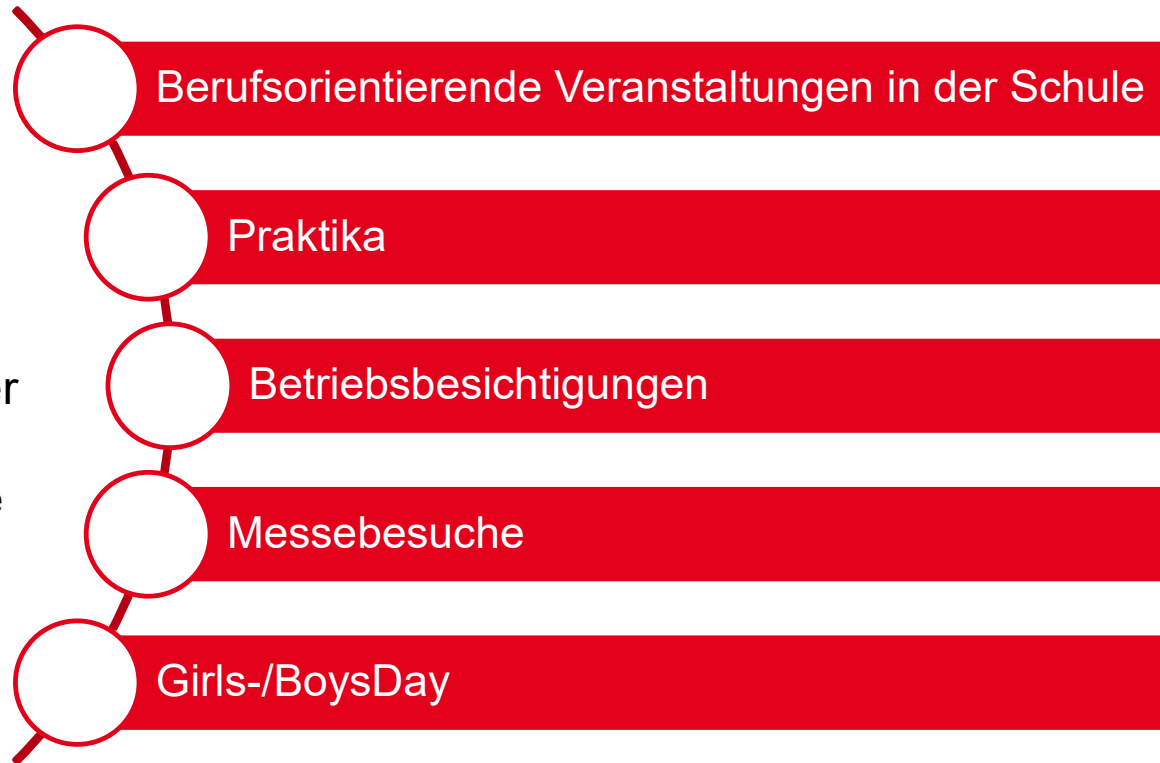 Berufsorientierende Veranstaltungen in der Schule
Praktika
Betriebsbesichtigungen
Messebesuche
Girls-/BoysDay